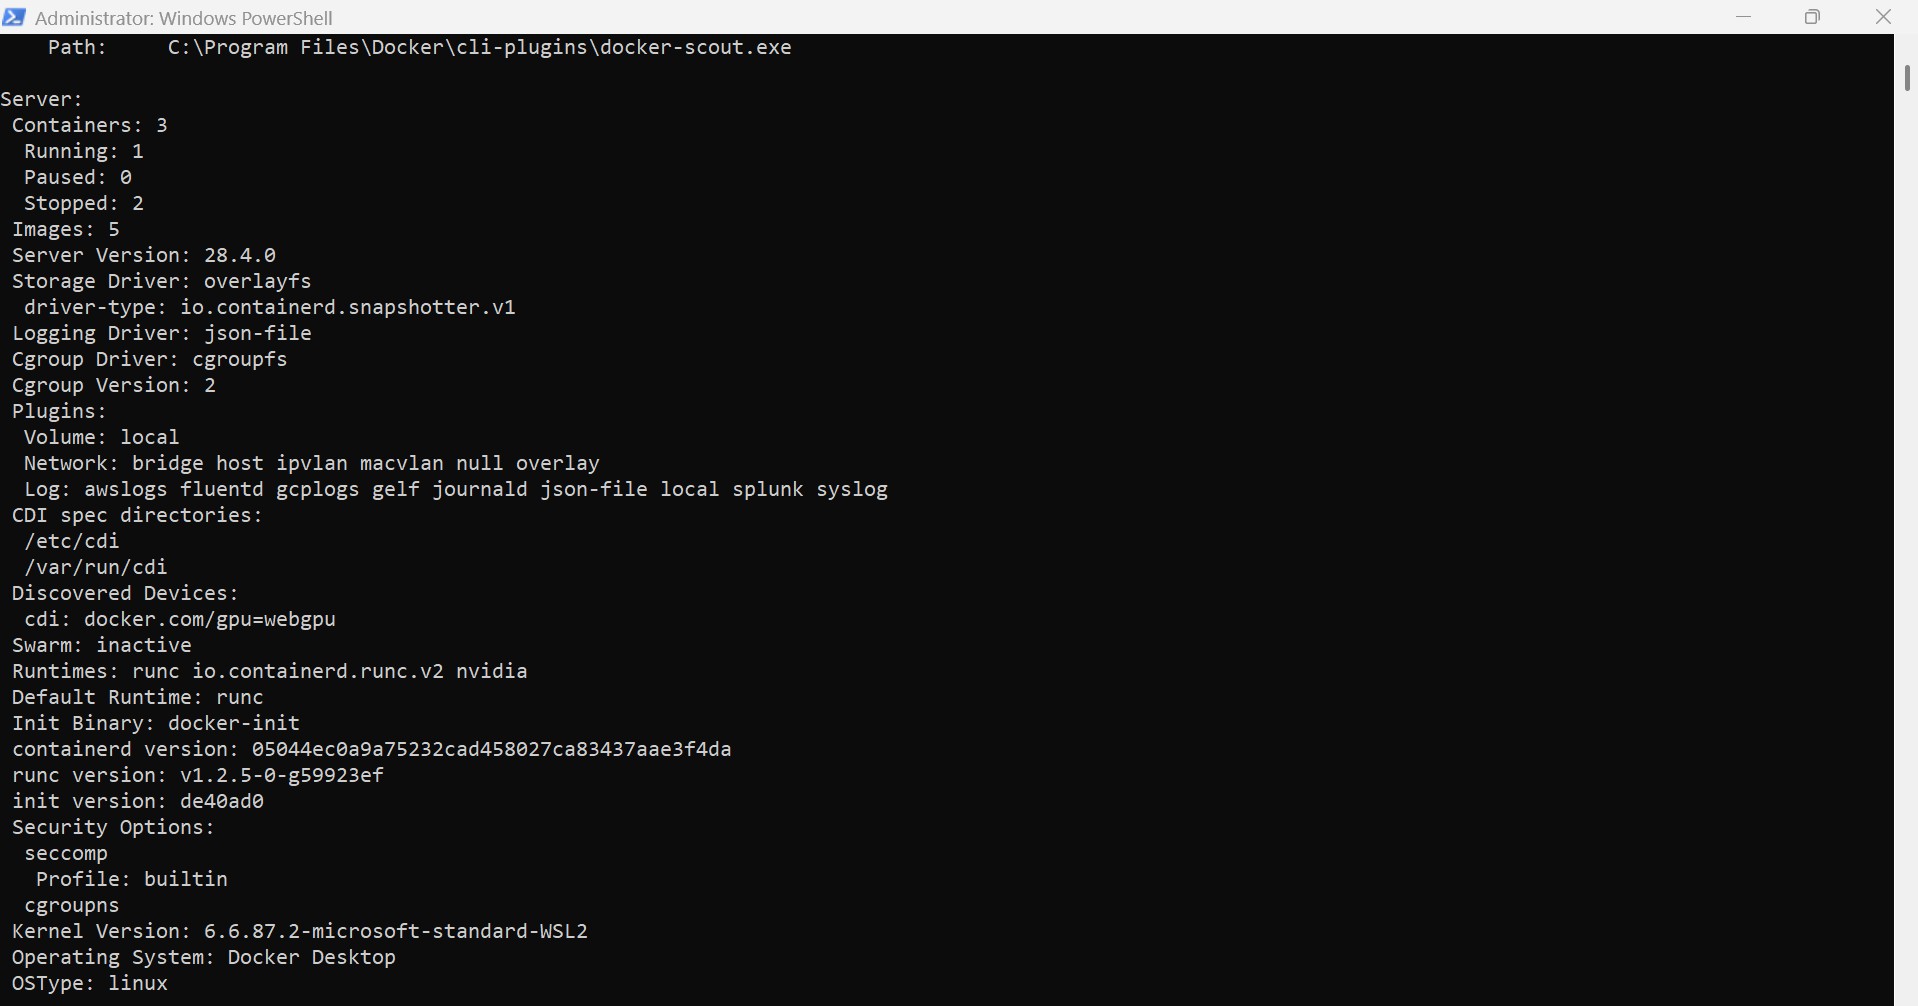 Administrator: Windows PowerShell
Path: C:\Program Files\Docker\cli-plugins\docker-scout.exe
Server:
Containers: 3
Running: 1
Paused: 0
Stopped: 2
Images: 5
Server Version: 28.4.0
Storage Driver: overlayfs
driver-type: io.containerd.snapshotter.v1
Logging Driver: json-file
Cgroup Driver: cgroupfs
Cgroup Version: 2
Plugins:
Volume: local
Network: bridge host ipvlan macvlan null overlay
Log: awslogs fluentd gcplogs gelf journald json-file local splunk syslog
CDI spec directories:
/etc/cdi
/var/run/cdi
Discovered Devices:
cdi: docker.com/gpu=webgpu
Swarm: inactive
Runtimes: runc io.containerd.runc.v2 nvidia
Default Runtime: runc
Init Binary: docker-init
containerd version: 05044ec0a9a75232cad458027ca83437aae3f4da
runc version: v1.2.5-0-g59923ef
init version: de40ad0
Security Options:
seccomp
Profile: builtin
cgroupns
Kernel Version: 6.6.87.2-microsoft-standard-WSL2
Operating System: Docker Desktop
OSType: linux